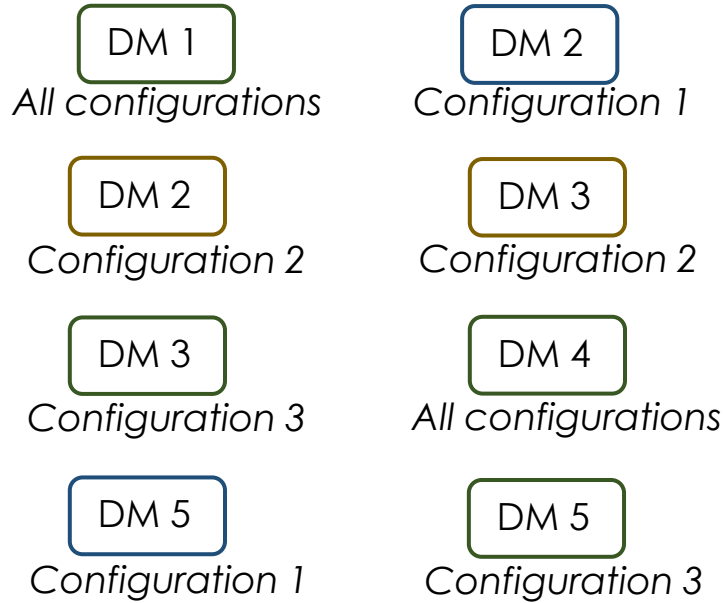 DM 1
All configurations
DM 2
Configuration 1
DM 2
Configuration 2
DM 3
Configuration 2
DM 3
Configuration 3
DM 4
All configurations
DM 5
Configuration 1
DM 5
Configuration 3